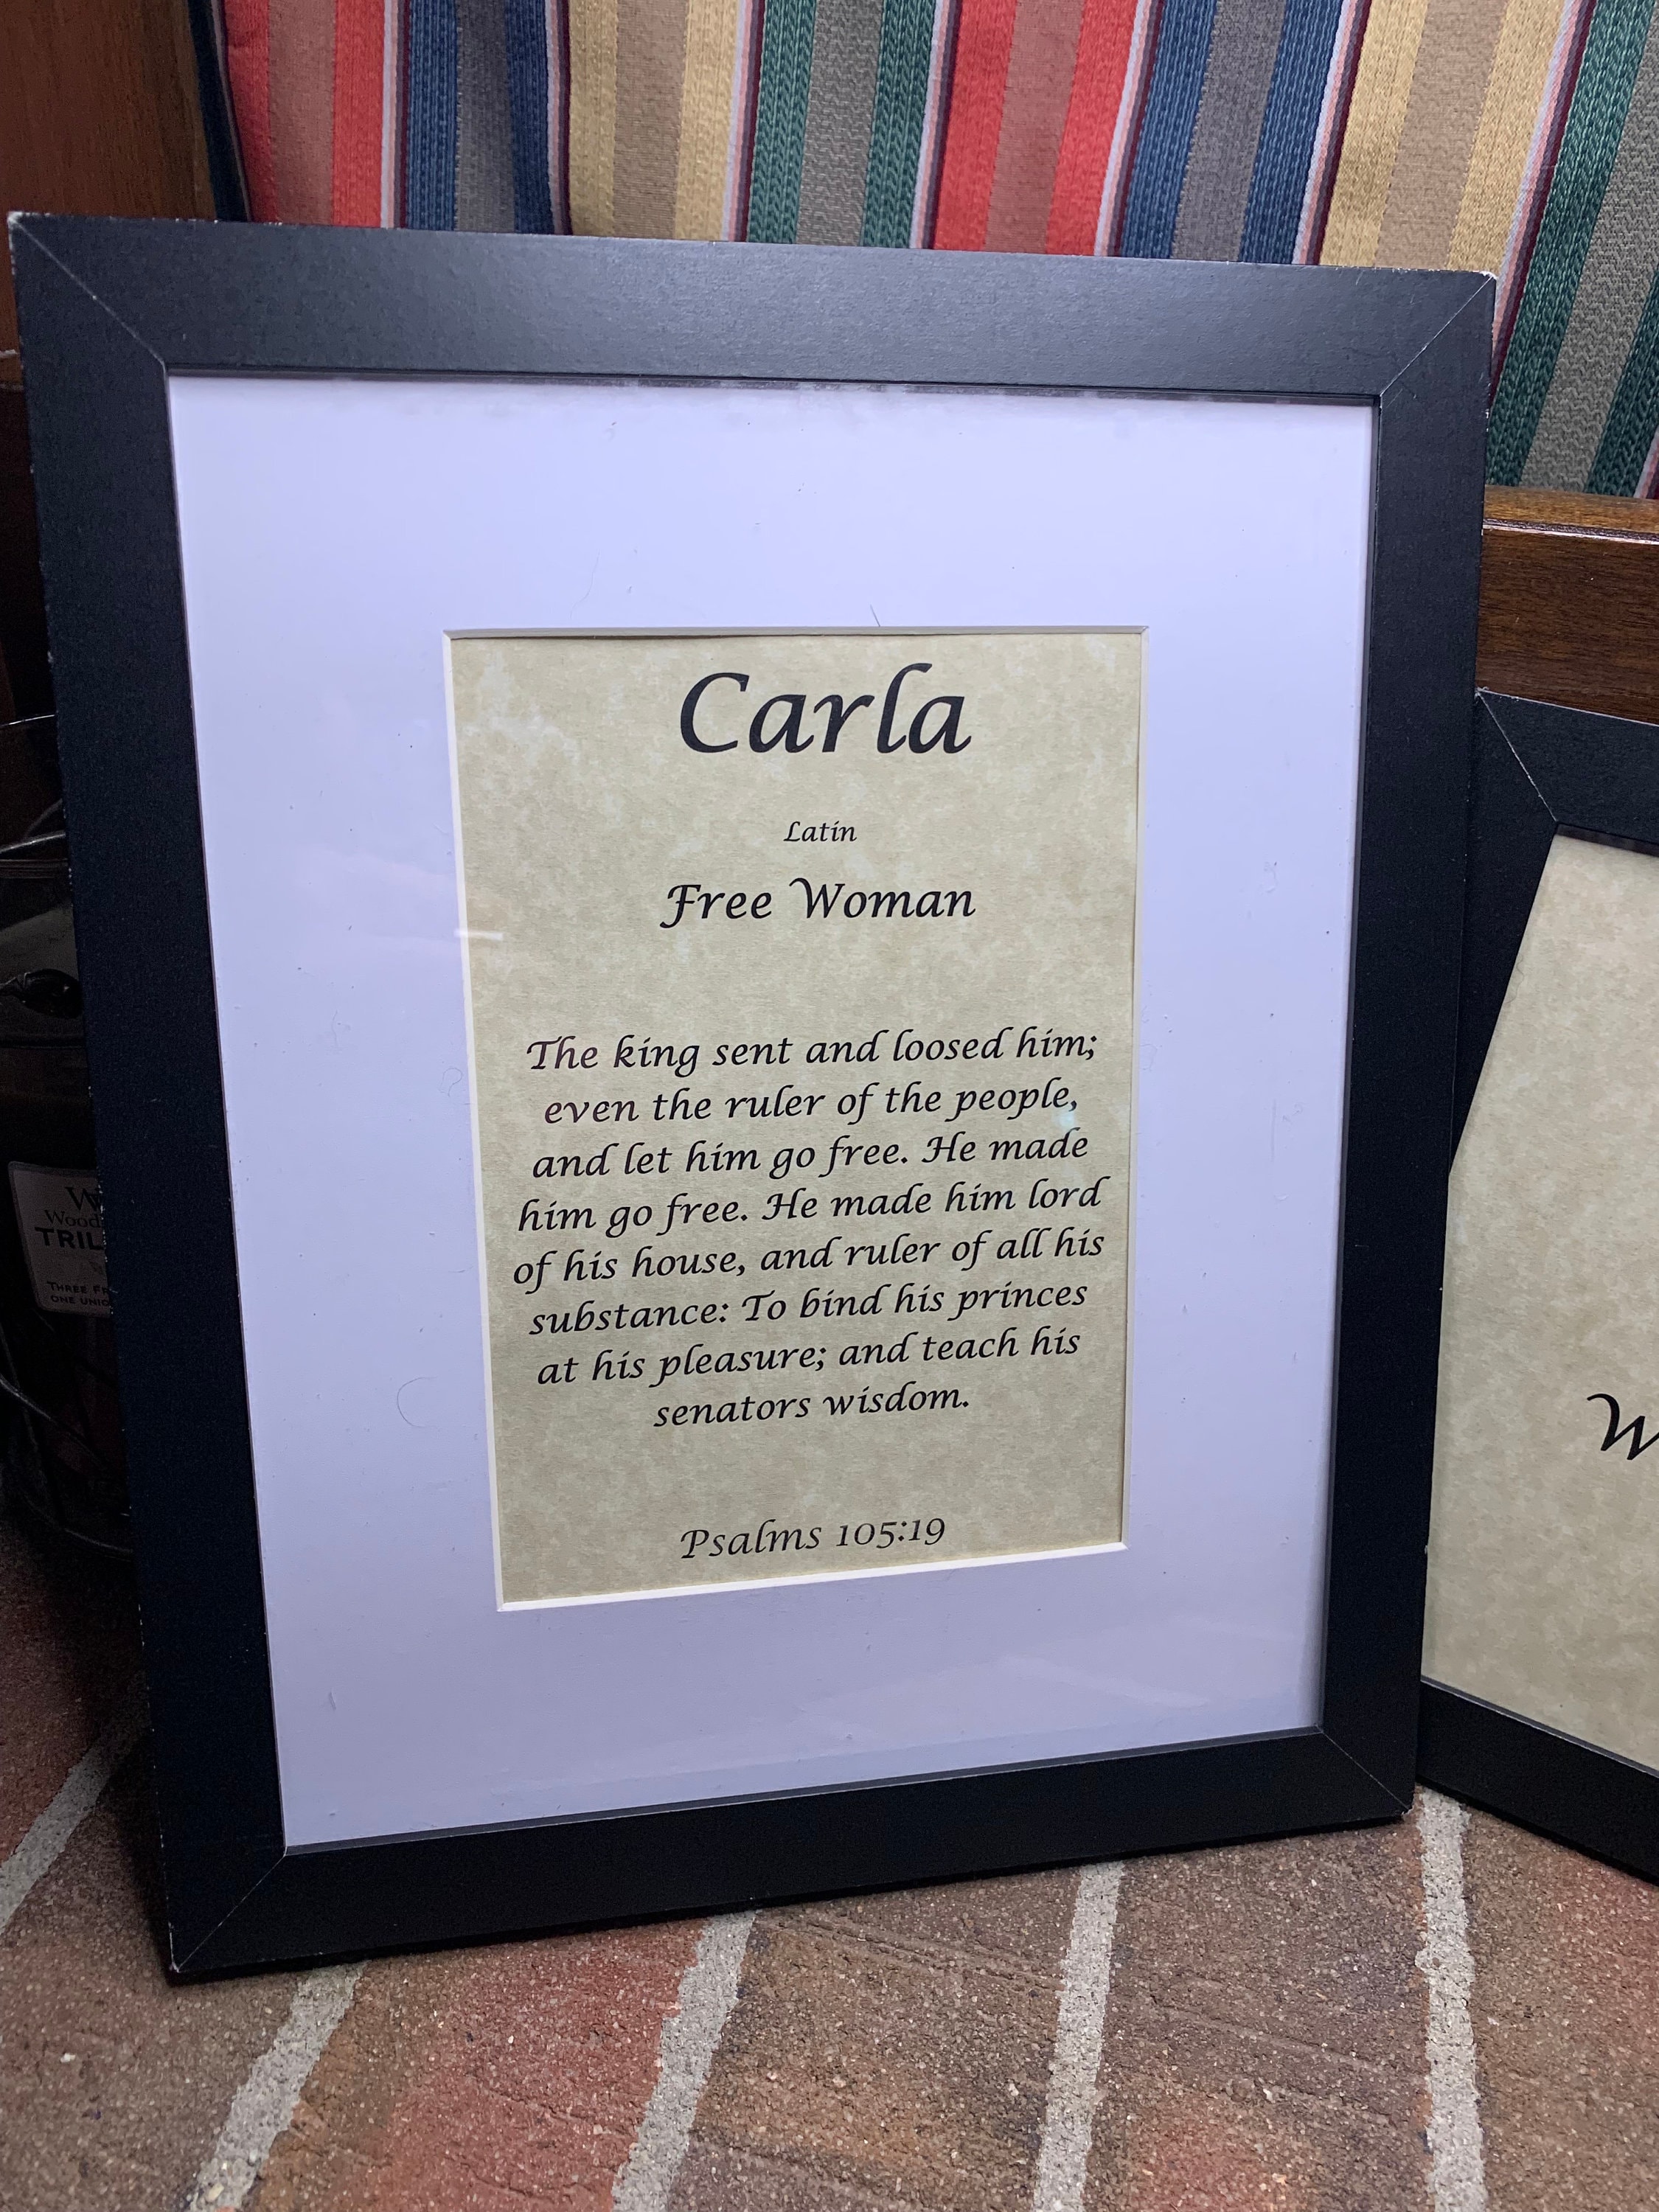 Carla
Latin
Free Woman
The king sent and loosed him;
even the ruler of the people,
and let him go free. He made
him go free. He made him lord
of his house, and ruler of all his
substance: To bind his princes
at his pleasure; and teach his
senators wisdom.
Psalms 105:19
W
THREE
ONE